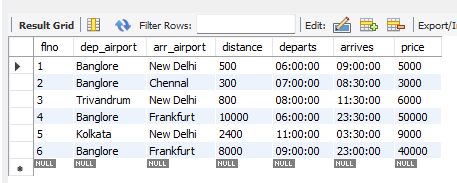 Result Grid Filter Rows: Edit: Export/I
flno dep_airport arr_airport distance departs arrives price
1 Banglore New Delhi 500 06:00:00 09:00:00 5000
2 Banglore Chennal 300 07:00:00 08:30:00 3000
3 Trivandrum New Delhi 800 08:00:00 11:30:00 6000
4 Banglore Frankfurt 10000 06:00:00 23:30:00 50000
5 Kolkata New Delhi 2400 11:00:00 03:30:00 9000
6 Banglore Frankfurt 8000 09:00:00 23:00:00 40000
NULL NULL NULL NULL NULL NULL NULL